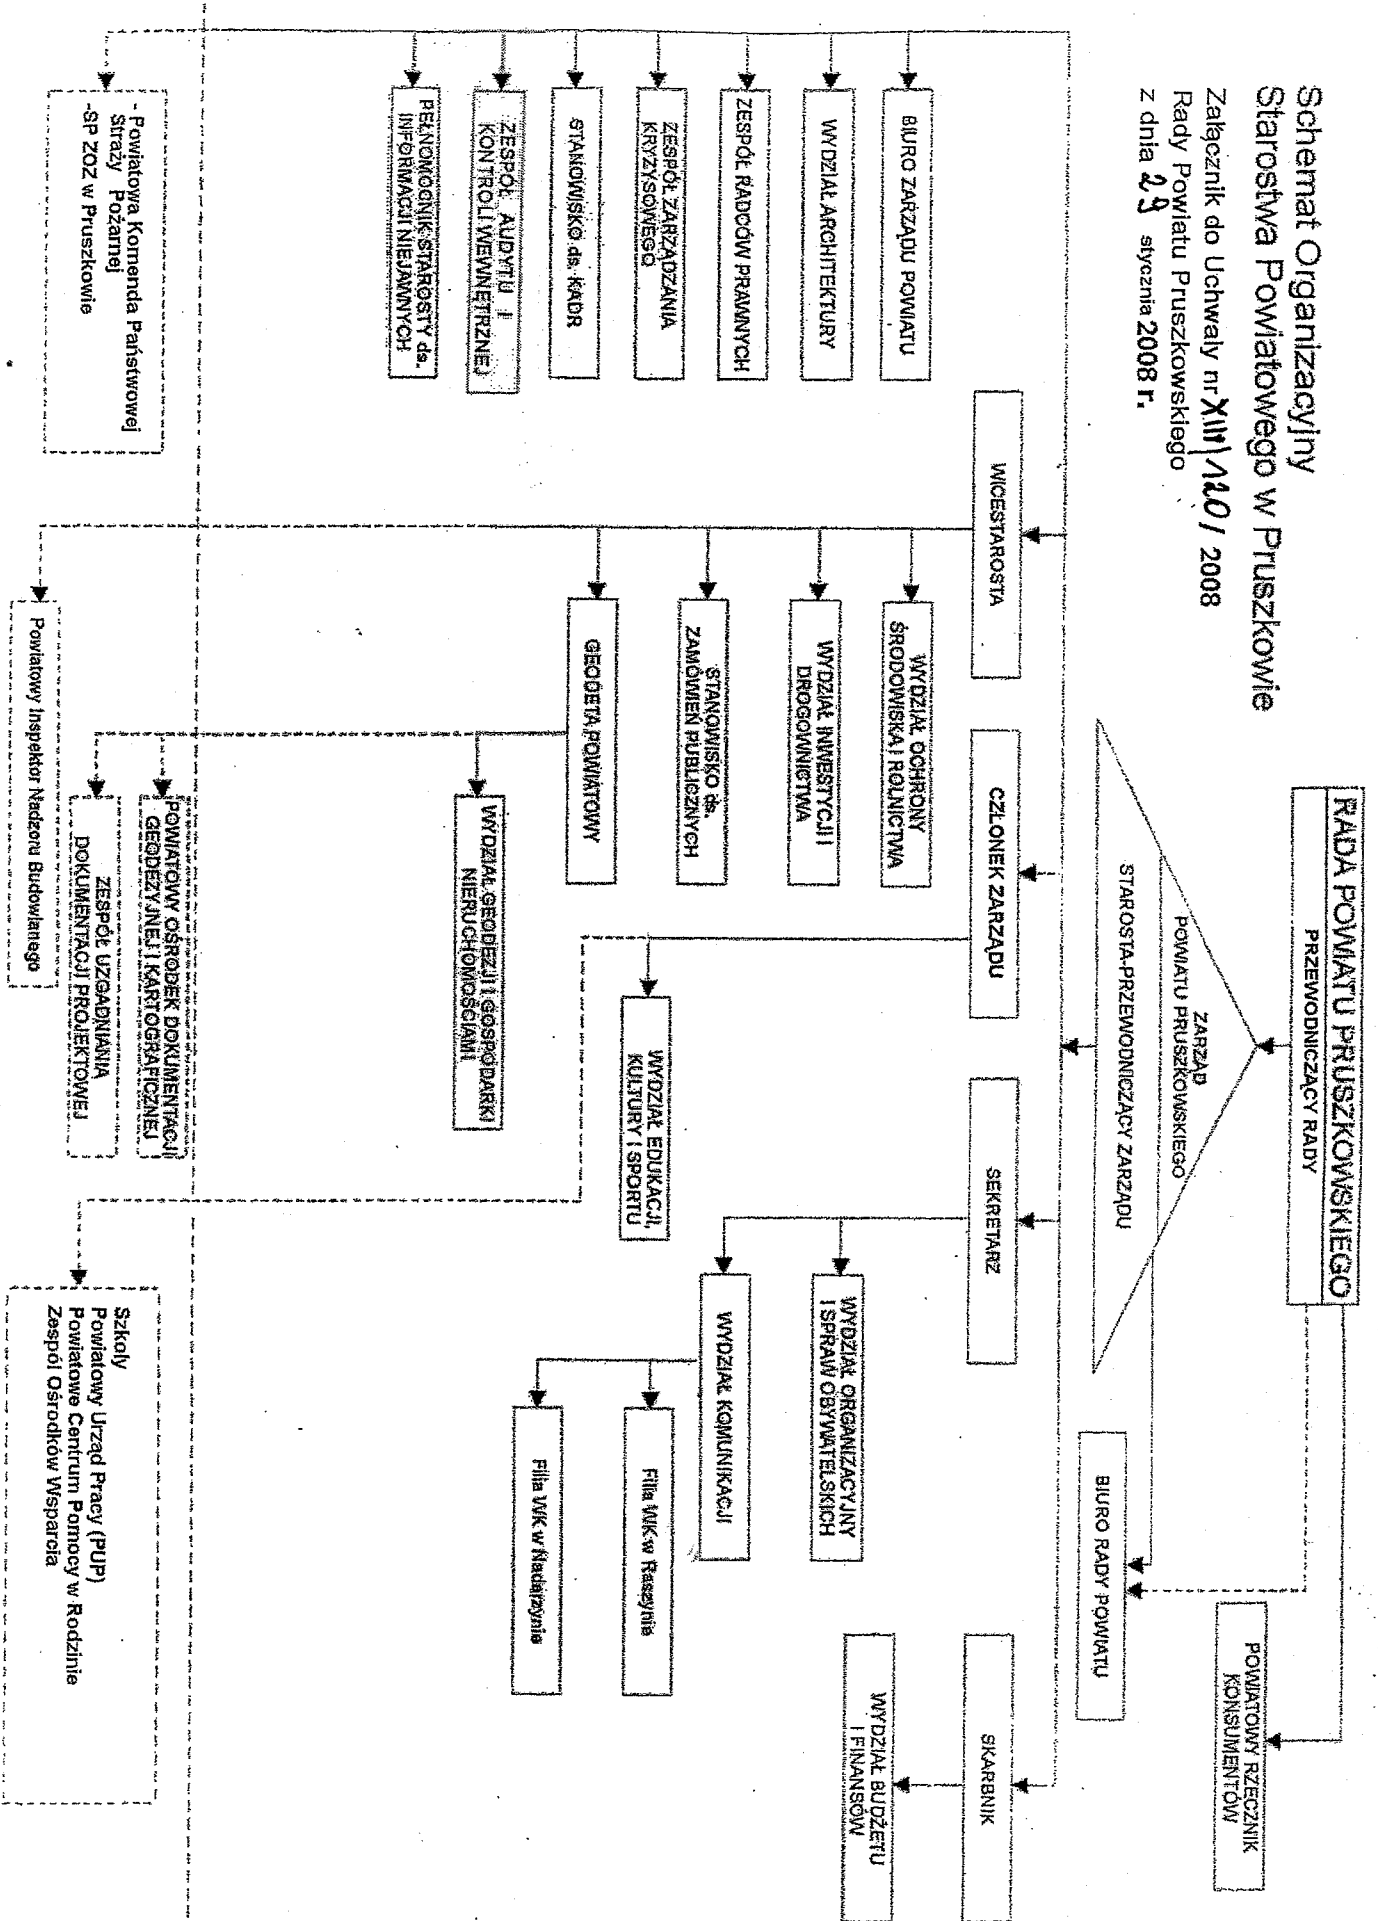 Schemat Organizacyjny
Starostwa Powiatowego w Pruszkowie
Załącznik do Uchwały nr XIII/120/ 2008
Rady Powiatu Pruszkowskiego
z dnia 29 stycznia 2008 r.
RADA POWIATU PRUSZKOWSKIEGO
PRZEWODNICZĄCY RADY
ZARZĄD
POWIATU PRUSZKOWSKIEGO
STAROSTA-PRZEWODNICZĄCY ZARZĄDU
POWIATOWY RZECZNIK
KONSUMENTÓW
BIURO RADY POWIATU
WICESTAROSTA
CZŁONEK ZARZĄDU
SEKRETARZ
SKARBNIK
BIURO ZARZĄDU POWIATU
WYDZIAŁ ARCHITEKTURY
ZESPÓŁ RADCÓW PRAWNYCH
ZESPÓŁ ZARZĄDZANIA
KRYZYSOWEGO
STANOWISKO ds. KADR
ZESPÓŁ AUDYTU I
KONTROLI WEWNĘTRZNEJ
PEŁNOMOCNIK STAROSTY ds.
INFORMACJI NIEJAWNYCH
- Powiatowa Komenda Państwowej
Straży Pożarnej
-SP ZOZ w Pruszkowie
WYDZIAŁ OCHRONY
ŚRODOWISKA I ROLNICTWA
WYDZIAŁ INWESTYCJI I
DROGOWNICTWA
STANOWISKO ds.
ZAMÓWIEŃ PUBLICZNYCH
GEODETA POWIATOWY
WYDZIAŁ GEODEZJI I GOSPODARKI
NIERUCHOMOŚCIAMI
POWIATOWY OŚRODEK DOKUMENTACJI
GEODEZYJNEJ I KARTOGRAFICZNEJ
ZESPÓŁ UZGADNIANIA
DOKUMENTACJI PROJEKTOWEJ
Powiatowy Inspektor Nadzoru Budowlanego
WYDZIAŁ EDUKACJI,
KULTURY I SPORTU
WYDZIAŁ ORGANIZACYJNY
I SPRAW OBYWATELSKICH
WYDZIAŁ KOMUNIKACJI
Filia WK w Raszynie
Filia WK w Nadarzynie
WYDZIAŁ BUDŻETU
I FINANSÓW
Szkoły
Powiatowy Urząd Pracy (PUP)
Powiatowe Centrum Pomocy w Rodzinie
Zespół Ośrodków Wsparcia